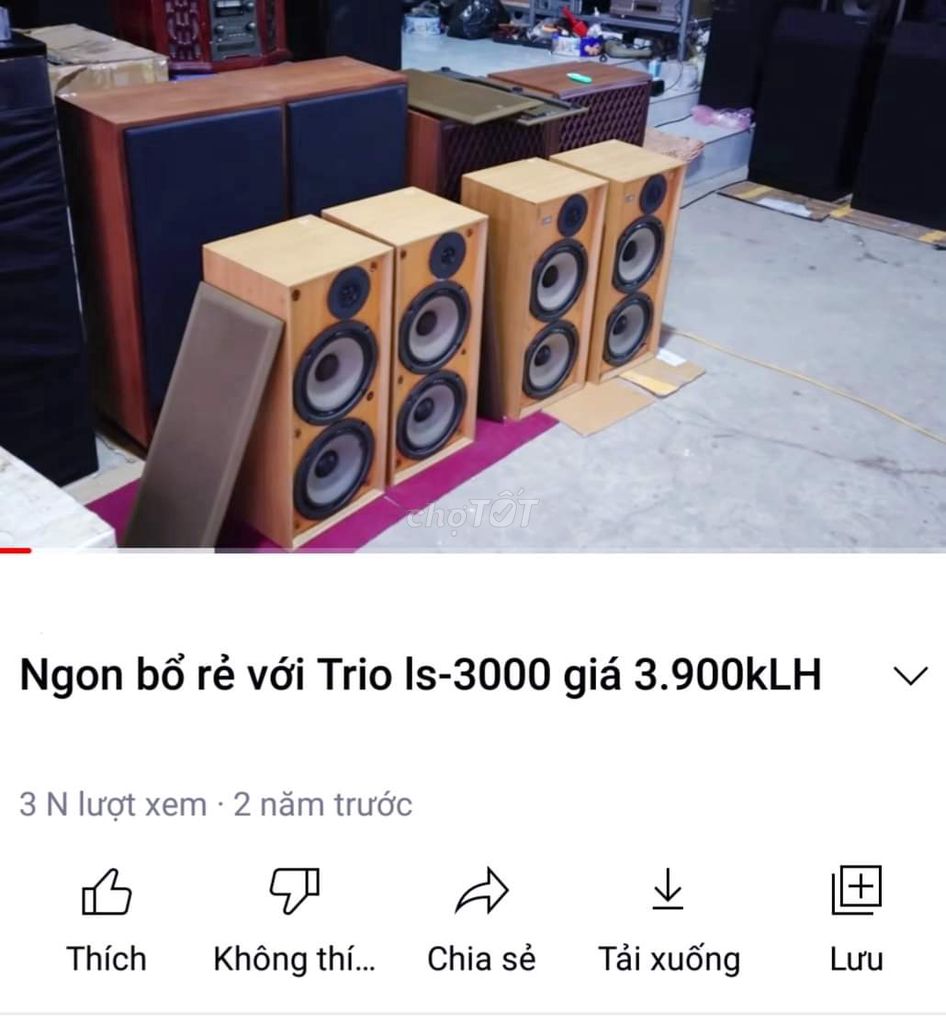 chợTỐT
Ngon bổ rẻ với Trio ls-3000 giá 3.900kLH
3 N lượt xem · 2 năm trước
Thích
Không thí...
Chia sẻ
Tải xuống
Lưu